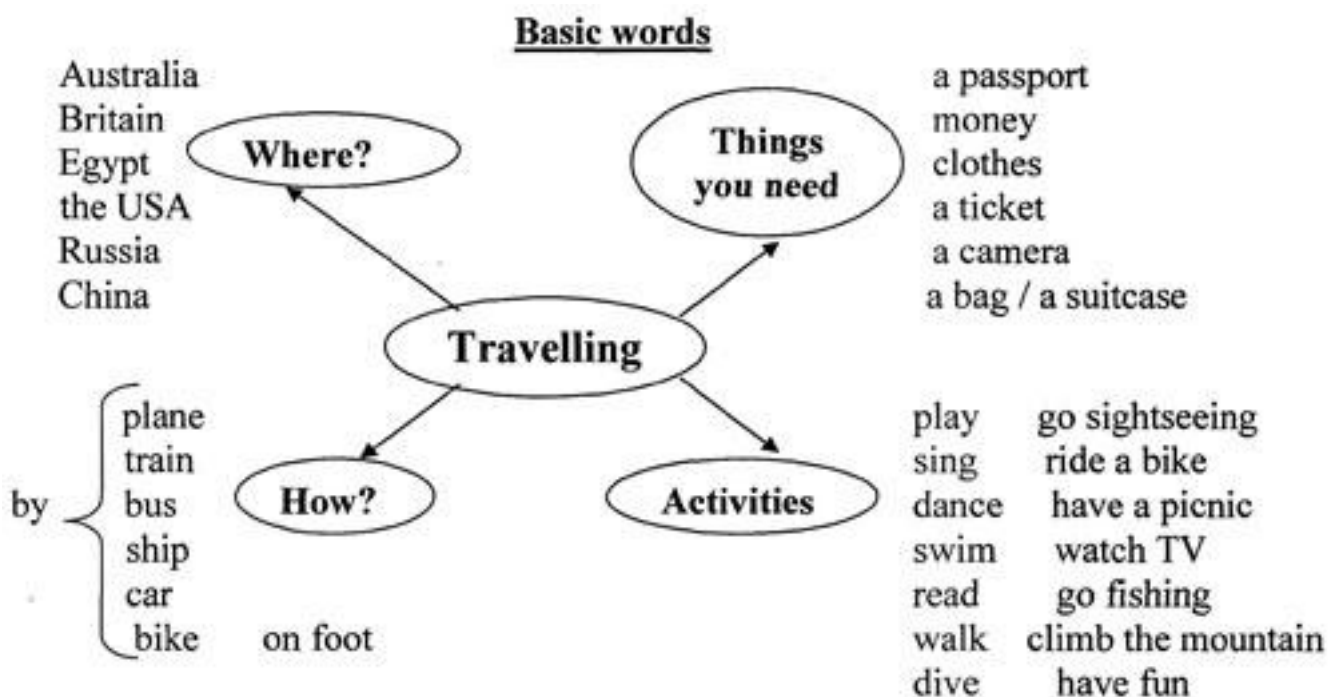 Basic words
Australia
Britain
Egypt
the USA
Russia
China
Where?
Things
you need
a passport
money
clothes
a ticket
a camera
a bag / a suitcase
Travelling
by
plane
train
bus
ship
car
bike on foot
How?
Activities
play go sightseeing
sing ride a bike
dance have a picnic
swim watch TV
read go fishing
walk climb the mountain
dive have fun